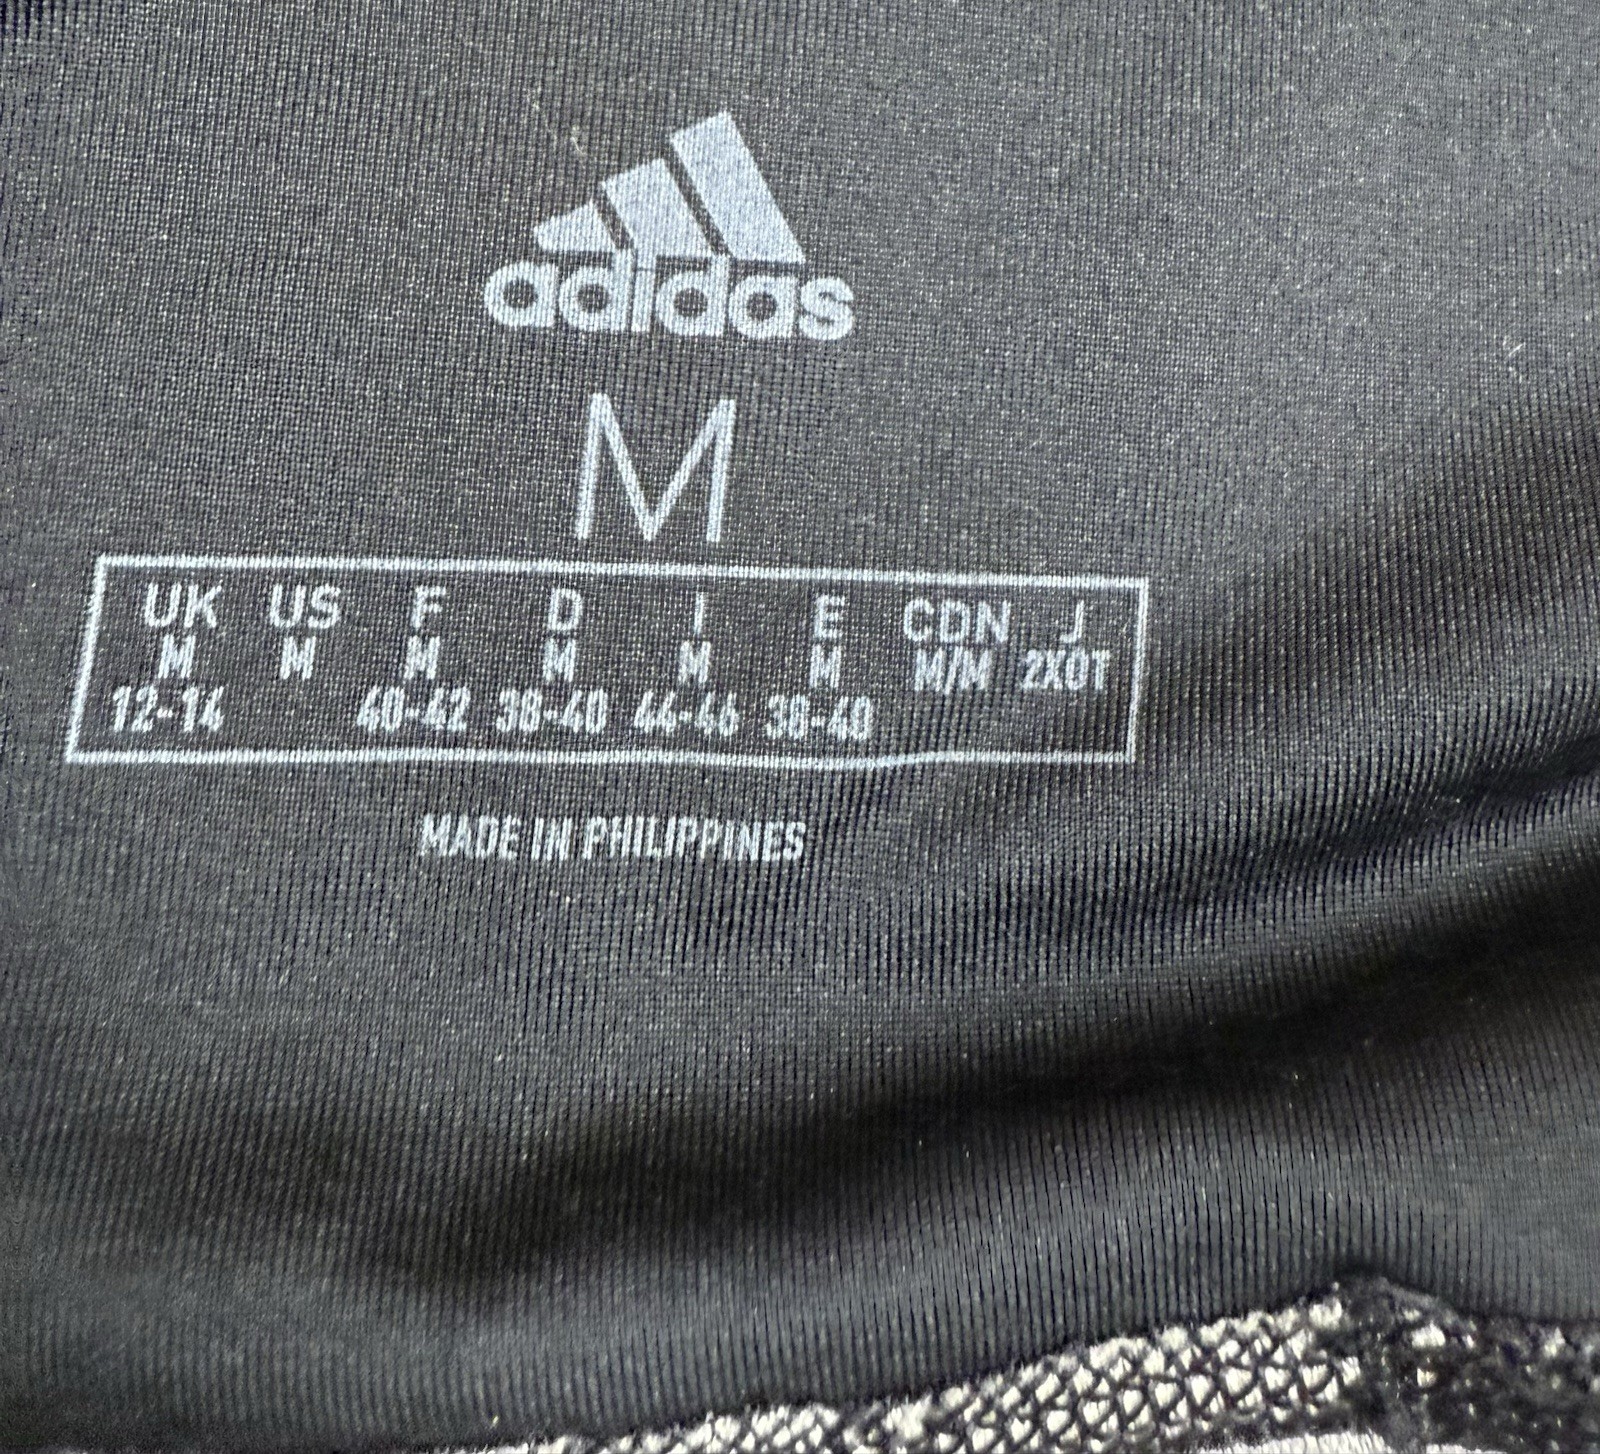 adidas
M
UK US F D I E CDN J
M M M M M M M/M 2XOT
12-14 40-42 38-40 44-46 38-40
MADE IN PHILIPPINES